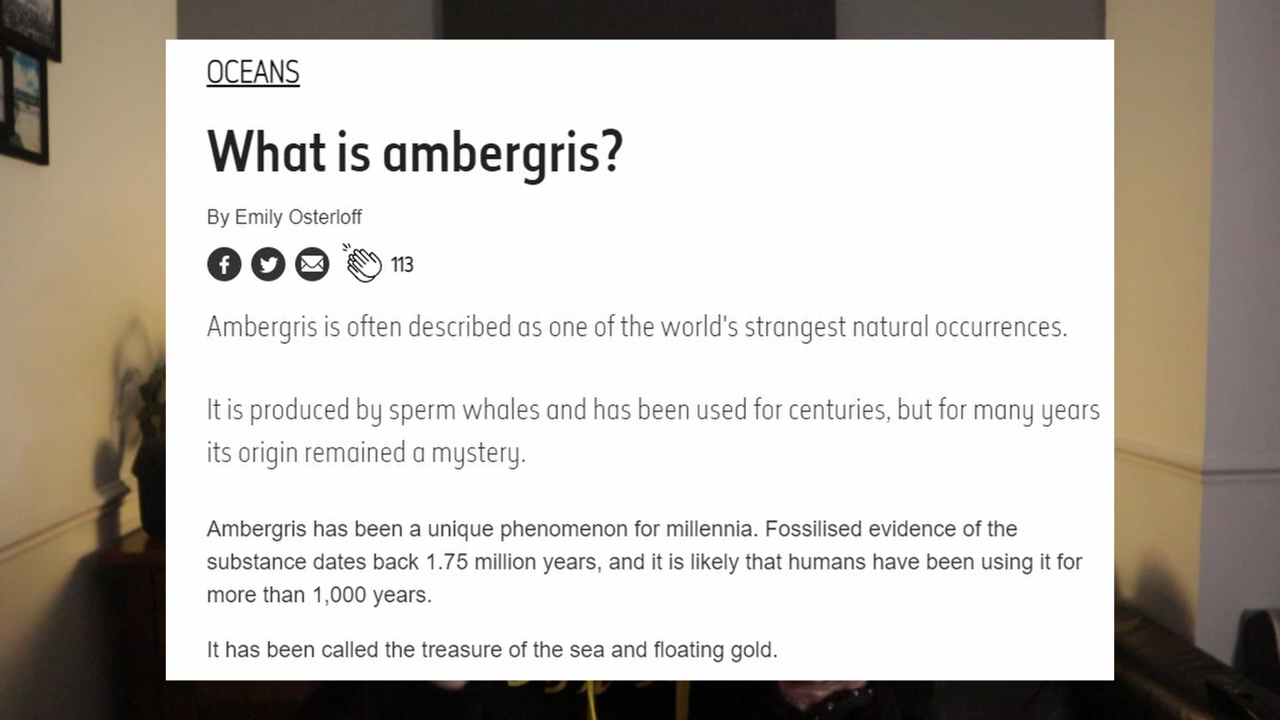 OCEANS
What is ambergris?
By Emily Osterloff
113
Ambergris is often described as one of the world's strangest natural occurrences.
It is produced by sperm whales and has been used for centuries, but for many years
its origin remained a mystery.
Ambergris has been a unique phenomenon for millennia. Fossilised evidence of the
substance dates back 1.75 million years, and it is likely that humans have been using it for
more than 1,000 years.
It has been called the treasure of the sea and floating gold.